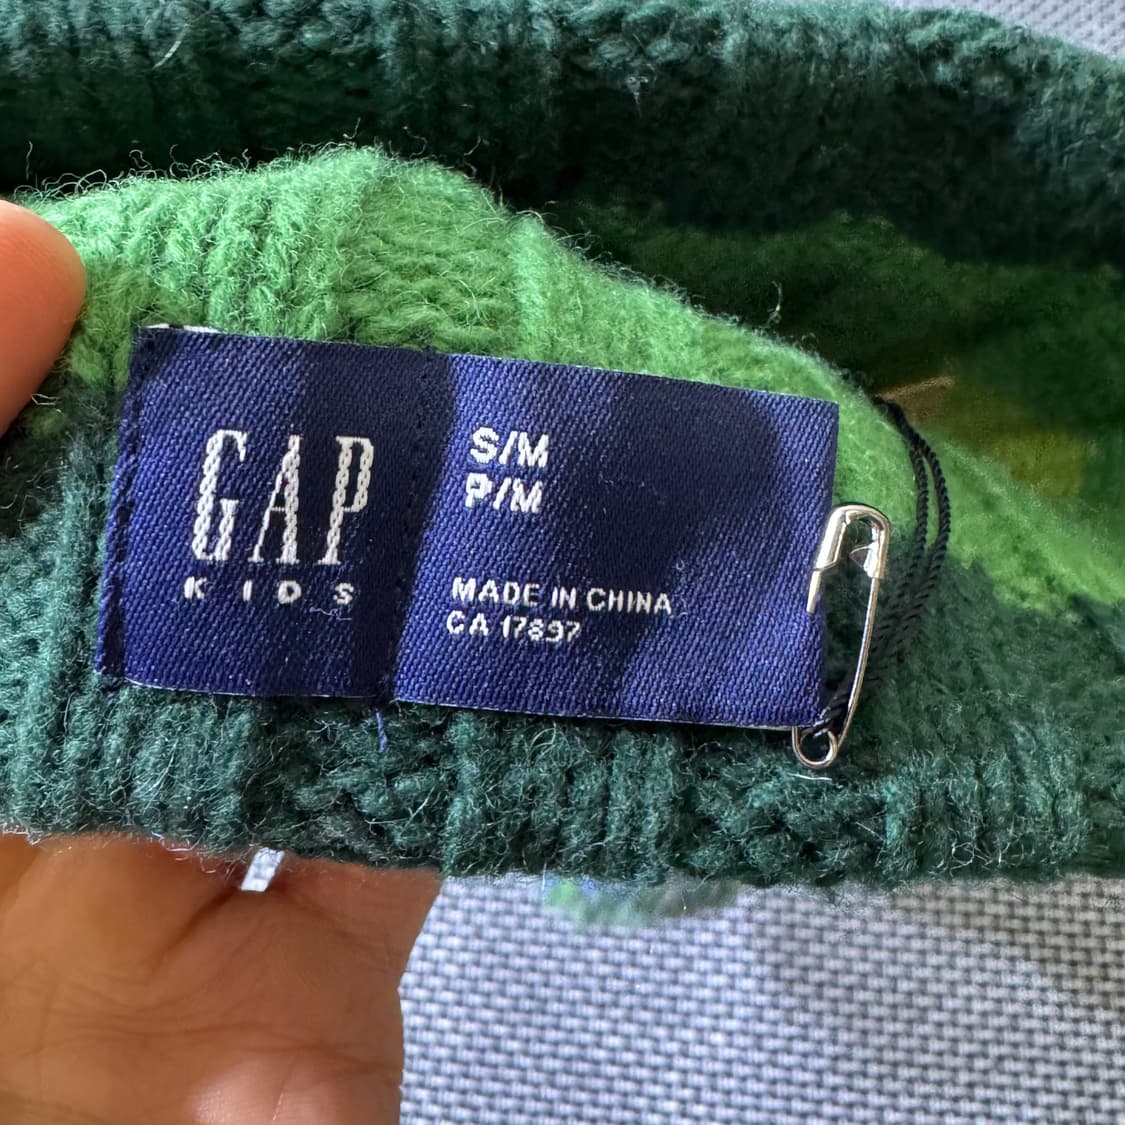 GAP
KIDS
S/M
P/M
MADE IN CHINA
CA 17897